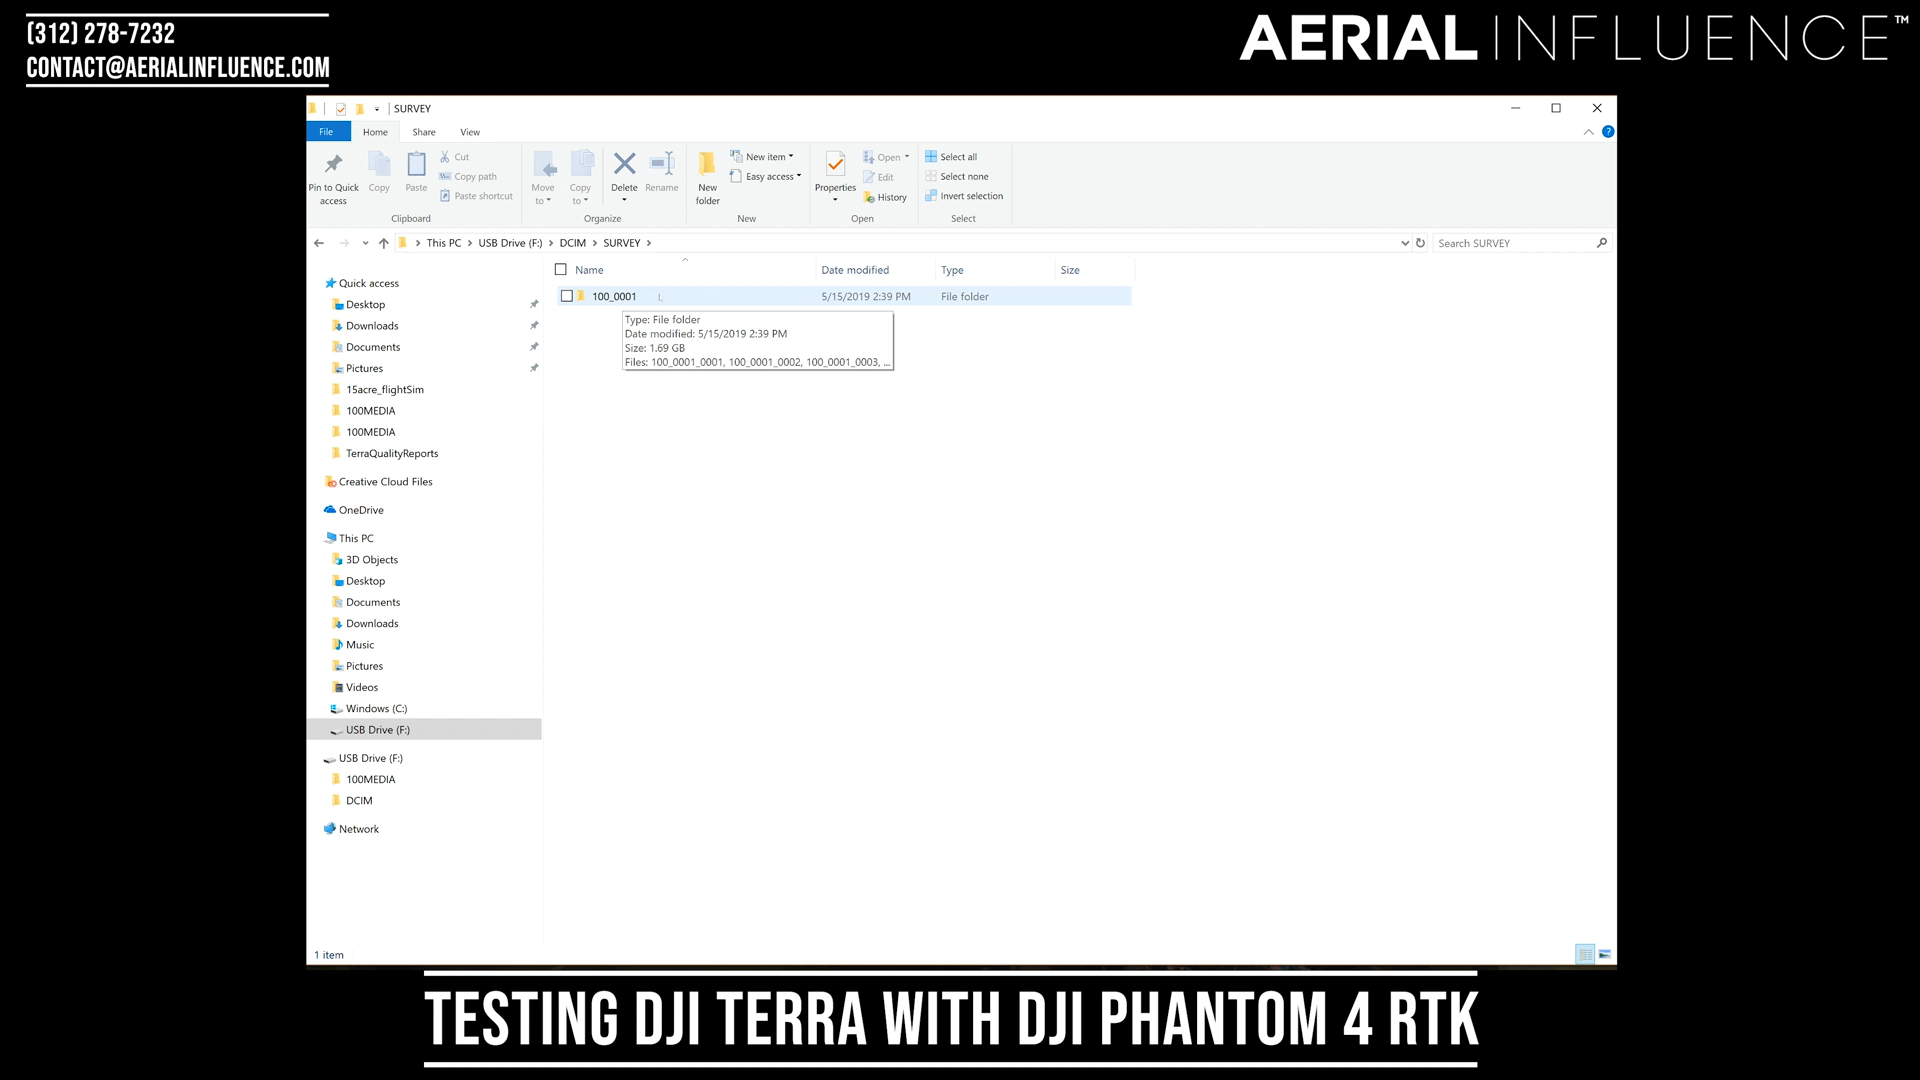 (312) 278-7232
CONTACT@AERIALINFLUENCE.COM
AERIAL INFLUENCE™
SURVEY
File Home Share View
Pin to Quick access
Copy
Paste
Cut
Copy path
Paste shortcut
Clipboard
Move to
Copy to
Delete
Rename
Organize
New folder
New item
Easy access
New
Properties
Open
Edit
History
Open
Select all
Select none
Invert selection
Select
This PC > USB Drive (F:) > DCIM > SURVEY >
Search SURVEY
Name Date modified Type Size
100_0001 5/15/2019 2:39 PM File folder
Type: File folder
Date modified: 5/15/2019 2:39 PM
Size: 1.69 GB
Files: 100_0001_0001, 100_0001_0002, 100_0001_0003, ...
Quick access
Desktop
Downloads
Documents
Pictures
15acre_flightSim
100MEDIA
100MEDIA
TerraQualityReports
Creative Cloud Files
OneDrive
This PC
3D Objects
Desktop
Documents
Downloads
Music
Pictures
Videos
Windows (C:)
USB Drive (F:)
USB Drive (F:)
100MEDIA
DCIM
Network
1 item
TESTING DJI TERRA WITH DJI PHANTOM 4 RTK